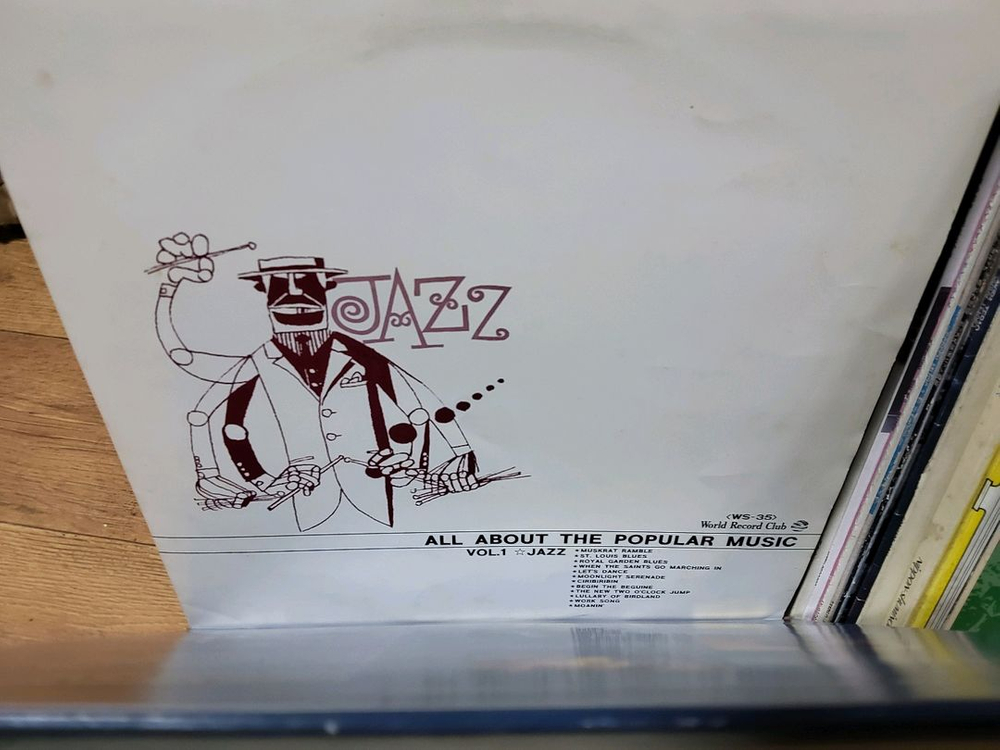 JAZZ
<WS-35>
World Record Club
ALL ABOUT THE POPULAR MUSIC
VOL.1 ☆JAZZ
★MUSKRAT RAMBLE
★ST. LOUIS BLUES
★ROYAL GARDEN BLUES
★WHEN THE SAINTS GO MARCHING IN
★LET'S DANCE
★MOONLIGHT SERENADE
★CIRIBIRIBIN
★BEGIN THE BEGUINE
★THE NEW TWO O'CLOCK JUMP
★LULLABY OF BIRDLAND
★WORK SONG
★MOANIN'